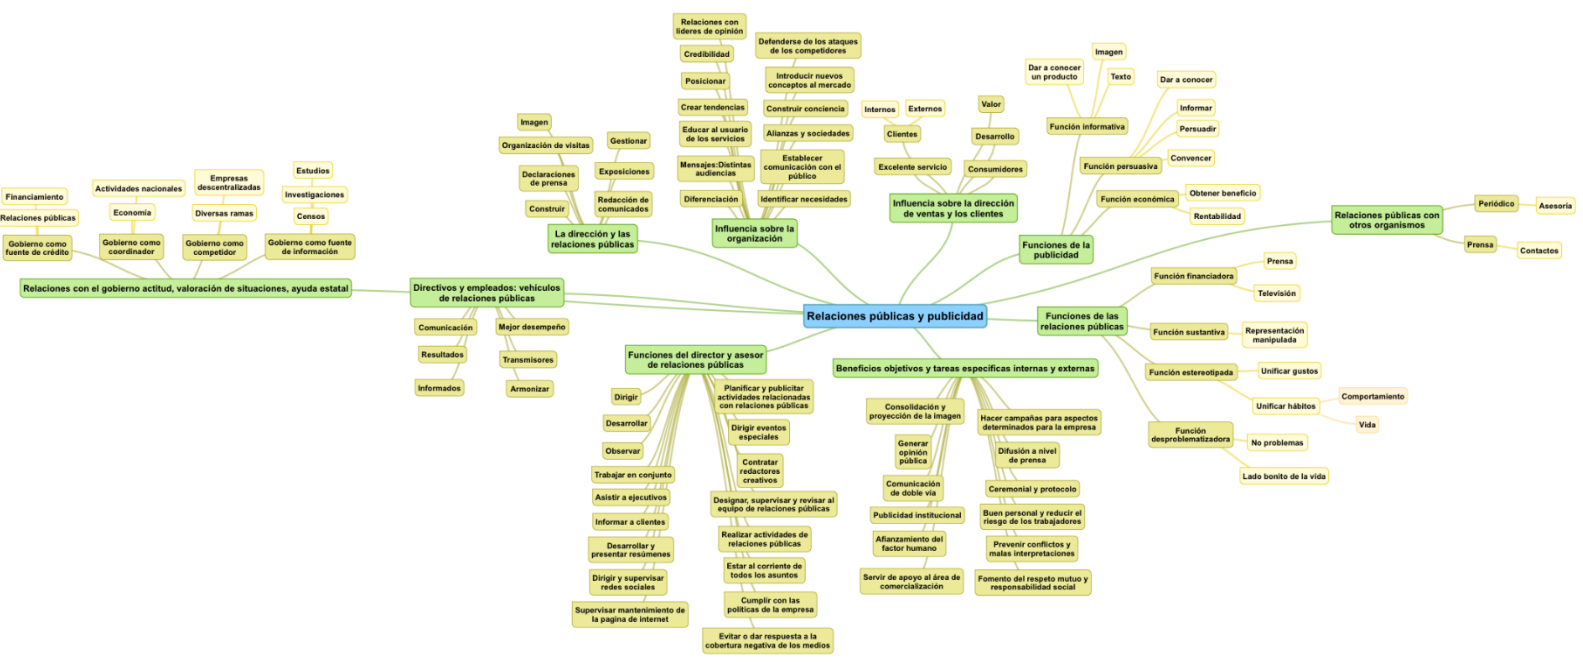 Relaciones públicas y publicidad
Relaciones con el gobierno actitud, valoración de situaciones, ayuda estatal
Gobierno como
fuente de crédito
Relaciones públicas
Financiamiento
Gobierno como
coordinador
Economía
Actividades nacionales
Gobierno como
competidor
Diversas ramas
Empresas
descentralizadas
Gobierno como fuente
de información
Censos
Investigaciones
Estudios
Directivos y empleados: vehículos
de relaciones públicas
Comunicación
Resultados
Informados
Mejor desempeño
Transmisores
Armonizar
La dirección y las
relaciones públicas
Imagen
Organización de visitas
Declaraciones
de prensa
Construir
Gestionar
Exposiciones
Redacción de
comunicados
Influencia sobre la
organización
Relaciones con
líderes de opinión
Credibilidad
Posicionar
Crear tendencias
Educar al usuario
de los servicios
Mensajes:Distintas
audiencias
Diferenciación
Defenderse de los ataques
de los competidores
Introducir nuevos
conceptos al mercado
Construir conciencia
Alianzas y sociedades
Establecer
comunicación con el
público
Identificar necesidades
Influencia sobre la dirección
de ventas y los clientes
Excelente servicio
Clientes
Internos
Externos
Consumidores
Desarrollo
Valor
Funciones de la
publicidad
Función informativa
Dar a conocer
un producto
Imagen
Texto
Función persuasiva
Dar a conocer
Informar
Persuadir
Convencer
Función económica
Obtener beneficio
Rentabilidad
Relaciones públicas con
otros organismos
Periódico
Asesoría
Prensa
Contactos
Funciones de las
relaciones públicas
Función financiadora
Prensa
Televisión
Función sustantiva
Representación
manipulada
Función estereotipada
Unificar gustos
Unificar hábitos
Comportamiento
Vida
Función
desproblematizadora
No problemas
Lado bonito de la vida
Funciones del director y asesor
de relaciones públicas
Dirigir
Desarrollar
Observar
Trabajar en conjunto
Asistir a ejecutivos
Informar a clientes
Desarrollar y
presentar resúmenes
Dirigir y supervisar
redes sociales
Supervisar mantenimiento de
la pagina de internet
Planificar y publicitar
actividades relacionadas
con relaciones públicas
Dirigir eventos
especiales
Contratar
redactores
creativos
Designar, supervisar y revisar al
equipo de relaciones públicas
Realizar actividades de
relaciones públicas
Estar al corriente de
todos los asuntos
Cumplir con las
políticas de la empresa
Evitar o dar respuesta a la
cobertura negativa de los medios
Beneficios objetivos y tareas específicas internas y externas
Consolidación y
proyección de la imagen
Generar
opinión
pública
Comunicación
de doble vía
Publicidad institucional
Afianzamiento del
factor humano
Servir de apoyo al área de
comercialización
Hacer campañas para aspectos
determinados para la empresa
Difusión a nivel
de prensa
Ceremonial y protocolo
Buen personal y reducir el
riesgo de los trabajadores
Prevenir conflictos y
malas interpretaciones
Fomento del respeto mutuo y
responsabilidad social